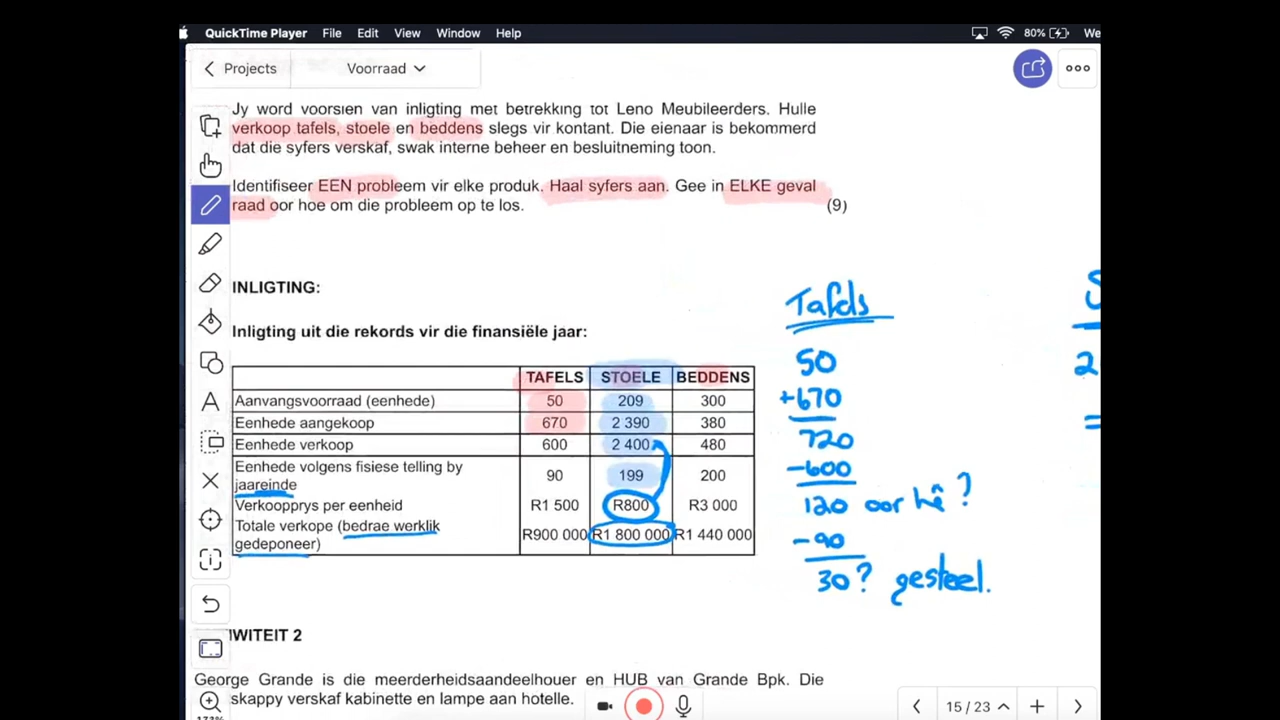 QuickTime Player File Edit View Window Help 80% We
Projects Voorraad
Jy word voorsien van inligting met betrekking tot Leno Meubileerders. Hulle
verkoop tafels, stoele en beddens slegs vir kontant. Die eienaar is bekommerd
dat die syfers verskaf, swak interne beheer en besluitneming toon.
Identifiseer EEN probleem vir elke produk. Haal syfers aan. Gee in ELKE geval
raad oor hoe om die probleem op te los. (9)
INLIGTING:
Inligting uit die rekords vir die finansiële jaar:
TAFELS STOELE BEDDENS
Aanvangsvoorraad (eenhede) 50 209 300
Eenhede aangekoop 670 2 390 380
Eenhede verkoop 600 2 400 480
Eenhede volgens fisiese telling by
jaareinde 90 199 200
Verkoopprys per eenheid R1 500 R800 R3 000
Totale verkope (bedrae werklik
gedeponeer) R900 000 R1 800 000 R1 440 000
Tafels
50
+670
720
-600
120 oor hê?
-90
30? gesteel.
S
2
=
WITEIT 2
George Grande is die meerderheidsaandeelhouer en HUB van Grande Bpk. Die
skappy verskaf kabinette en lampe aan hotelle.
173%
15 / 23